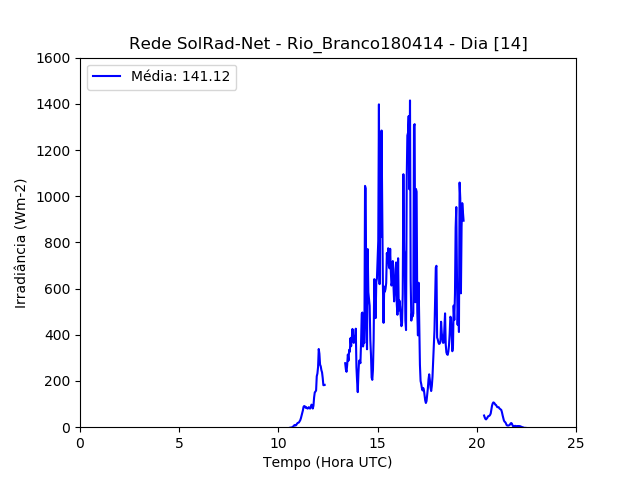 Rede SolRad-Net - Rio_Branco180414 - Dia [14]
Média: 141.12
Irradiância (Wm-2)
1600
1400
1200
1000
800
600
400
200
0
0 5 10 15 20 25
Tempo (Hora UTC)